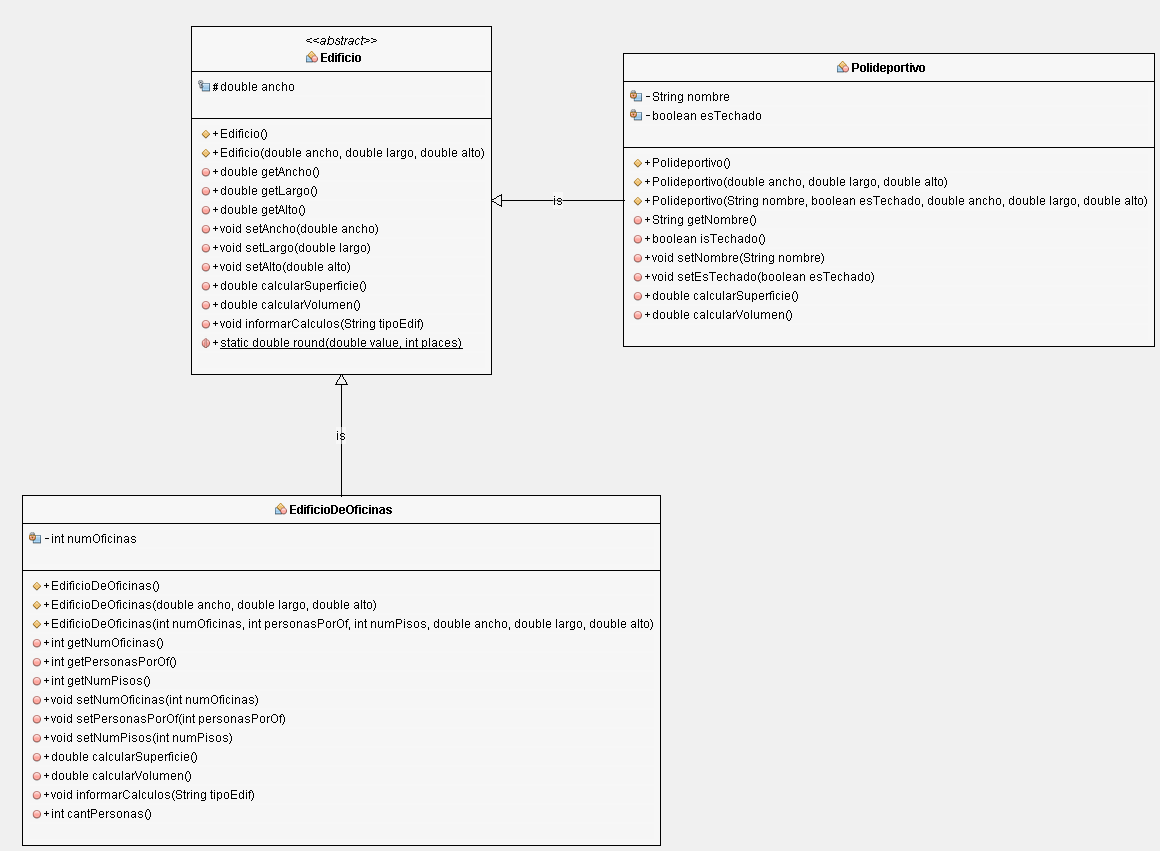 <<abstract>>
Edificio
#double ancho
+Edificio()
+Edificio(double ancho, double largo, double alto)
+double getAncho()
+double getLargo()
+double getAlto()
+void setAncho(double ancho)
+void setLargo(double largo)
+void setAlto(double alto)
+double calcularSuperficie()
+double calcularVolumen()
+void informarCalculos(String tipoEdif)
+static double round(double value, int places)
is
Polideportivo
-String nombre
-boolean esTechado
+Polideportivo()
+Polideportivo(double ancho, double largo, double alto)
+Polideportivo(String nombre, boolean esTechado, double ancho, double largo, double alto)
+String getNombre()
+boolean isTechado()
+void setNombre(String nombre)
+void setEsTechado(boolean esTechado)
+double calcularSuperficie()
+double calcularVolumen()
is
EdificioDeOficinas
-int numOficinas
+EdificioDeOficinas()
+EdificioDeOficinas(double ancho, double largo, double alto)
+EdificioDeOficinas(int numOficinas, int personasPorOf, int numPisos, double ancho, double largo, double alto)
+int getNumOficinas()
+int getPersonasPorOf()
+int getNumPisos()
+void setNumOficinas(int numOficinas)
+void setPersonasPorOf(int personasPorOf)
+void setNumPisos(int numPisos)
+double calcularSuperficie()
+double calcularVolumen()
+void informarCalculos(String tipoEdif)
+int cantPersonas()